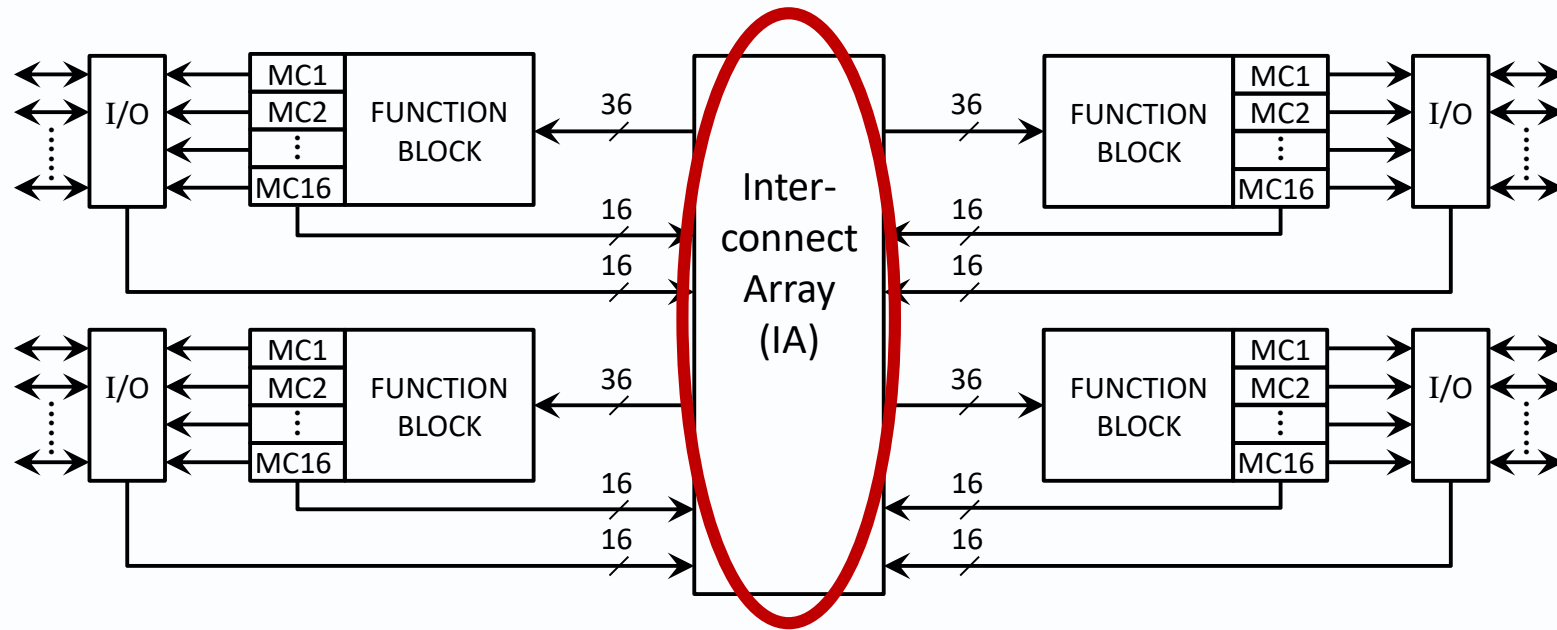 I/O
MC1
MC2
⋮
MC16
FUNCTION
BLOCK
36
16
16
Inter-
connect
Array
(IA)
36
16
16
FUNCTION
BLOCK
MC1
MC2
⋮
MC16
I/O
I/O
MC1
MC2
⋮
MC16
FUNCTION
BLOCK
36
16
16
36
16
16
FUNCTION
BLOCK
MC1
MC2
⋮
MC16
I/O